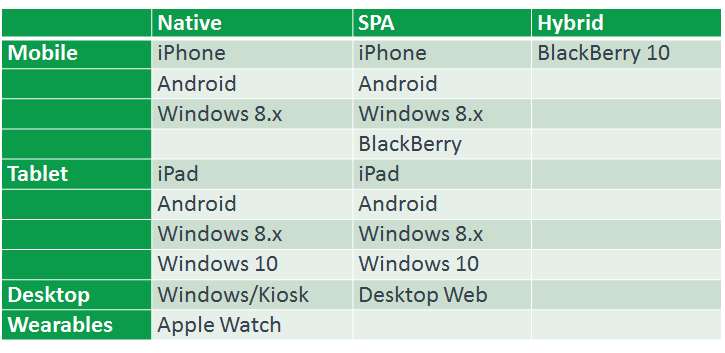 Native SPA Hybrid
Mobile iPhone iPhone BlackBerry 10
Android Android
Windows 8.x Windows 8.x
BlackBerry
Tablet iPad iPad
Android Android
Windows 8.x Windows 8.x
Windows 10 Windows 10
Desktop Windows/Kiosk Desktop Web
Wearables Apple Watch